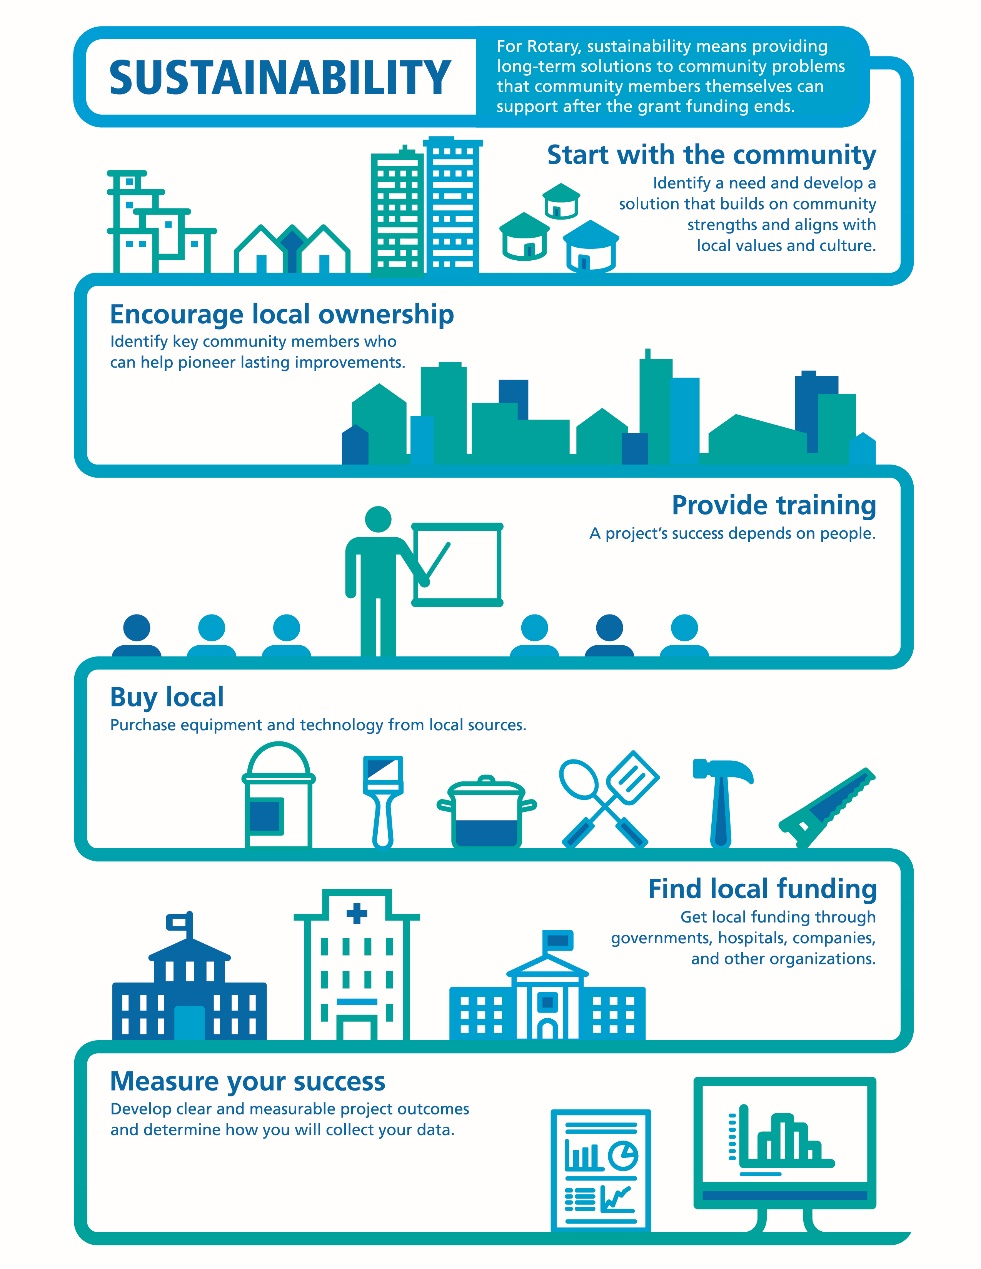 SUSTAINABILITY
For Rotary, sustainability means providing
long-term solutions to community problems
that community members themselves can
support after the grant funding ends.
Start with the community
Identify a need and develop a
solution that builds on community
strengths and aligns with
local values and culture.
Encourage local ownership
Identify key community members who
can help pioneer lasting improvements.
Provide training
A project’s success depends on people.
Buy local
Purchase equipment and technology from local sources.
Find local funding
Get local funding through
governments, hospitals, companies,
and other organizations.
Measure your success
Develop clear and measurable project outcomes
and determine how you will collect your data.